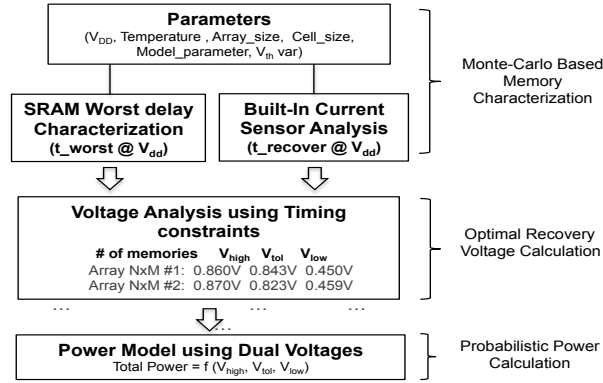 Parameters
(VDD, Temperature , Array_size, Cell_size,
Model_parameter, Vth var)
Monte-Carlo Based
Memory
Characterization
SRAM Worst delay
Characterization
(t_worst @ Vdd)
Built-In Current
Sensor Analysis
(t_recover @ Vdd)
Voltage Analysis using Timing
constraints
# of memories Vhigh Vtol Vlow
Array NxM #1: 0.860V 0.843V 0.450V
Array NxM #2: 0.870V 0.823V 0.459V
... ... ...
Optimal Recovery
Voltage Calculation
Power Model using Dual Voltages
Total Power = f (Vhigh, Vtol, Vlow)
Probabilistic Power
Calculation